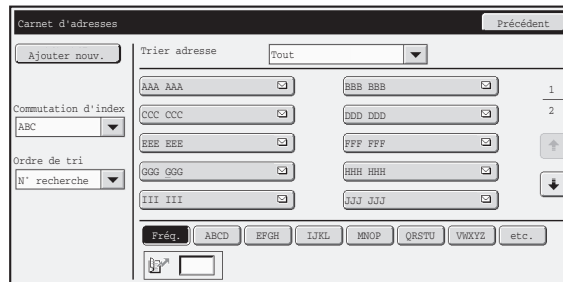 Carnet d'adresses
Précédent
Ajouter nouv.
Trier adresse
Tout
Commutation d'index
ABC
Ordre de tri
N° recherche
AAA AAA
BBB BBB
CCC CCC
DDD DDD
EEE EEE
FFF FFF
GGG GGG
HHH HHH
III III
JJJ JJJ
1
2
Fréq. ABCD EFGH IJKL MNOP QRSTU VWXYZ etc.